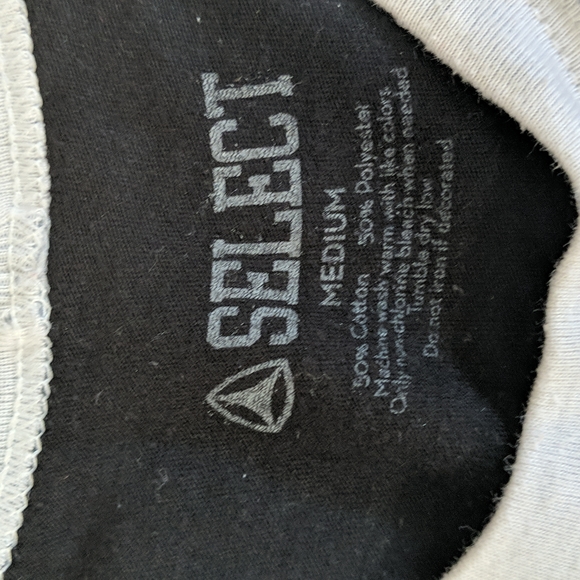 SELECT
MEDIUM
50% Cotton 50% Polyester
Machine wash warm with like colors
Only non-chlorine bleach when needed
Tumble dry low
Do not iron if decorated